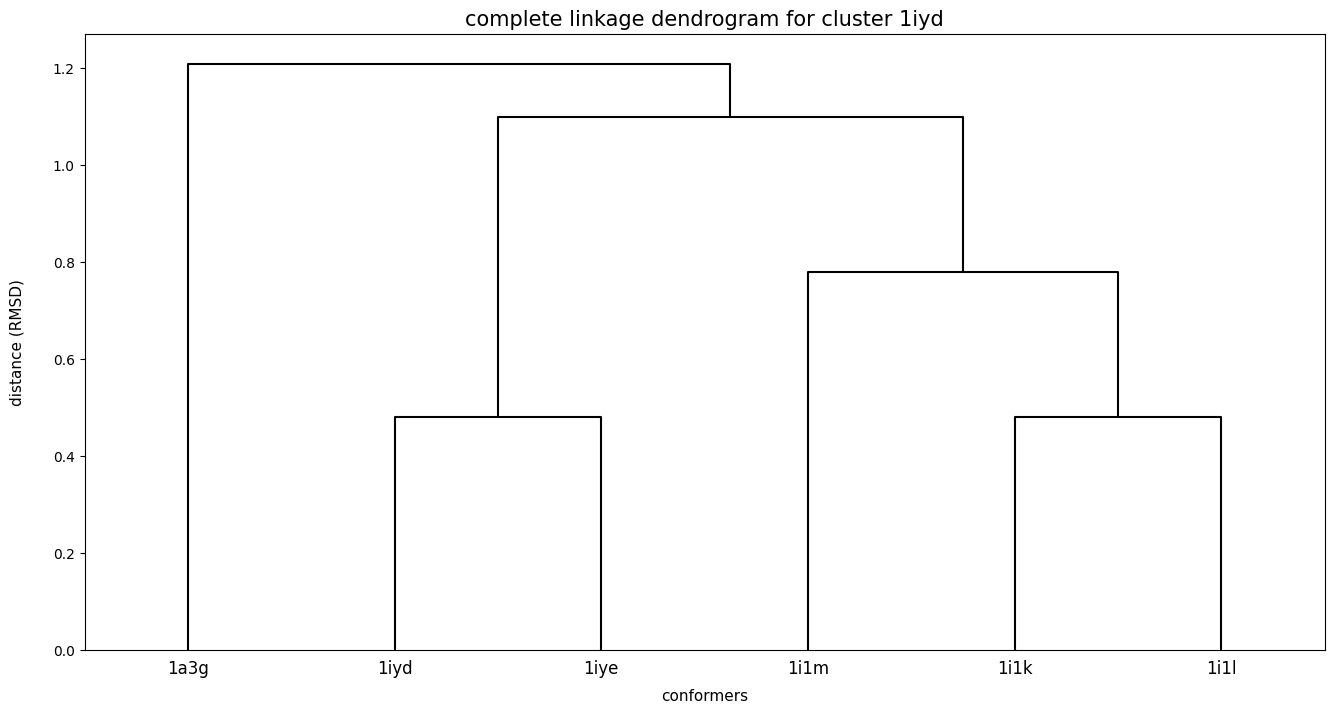 complete linkage dendrogram for cluster 1iyd
1.2
1.0
0.8
0.6
0.4
0.2
0.0
distance (RMSD)
1a3g 1iyd 1iye 1i1m 1i1k 1i1l
conformers